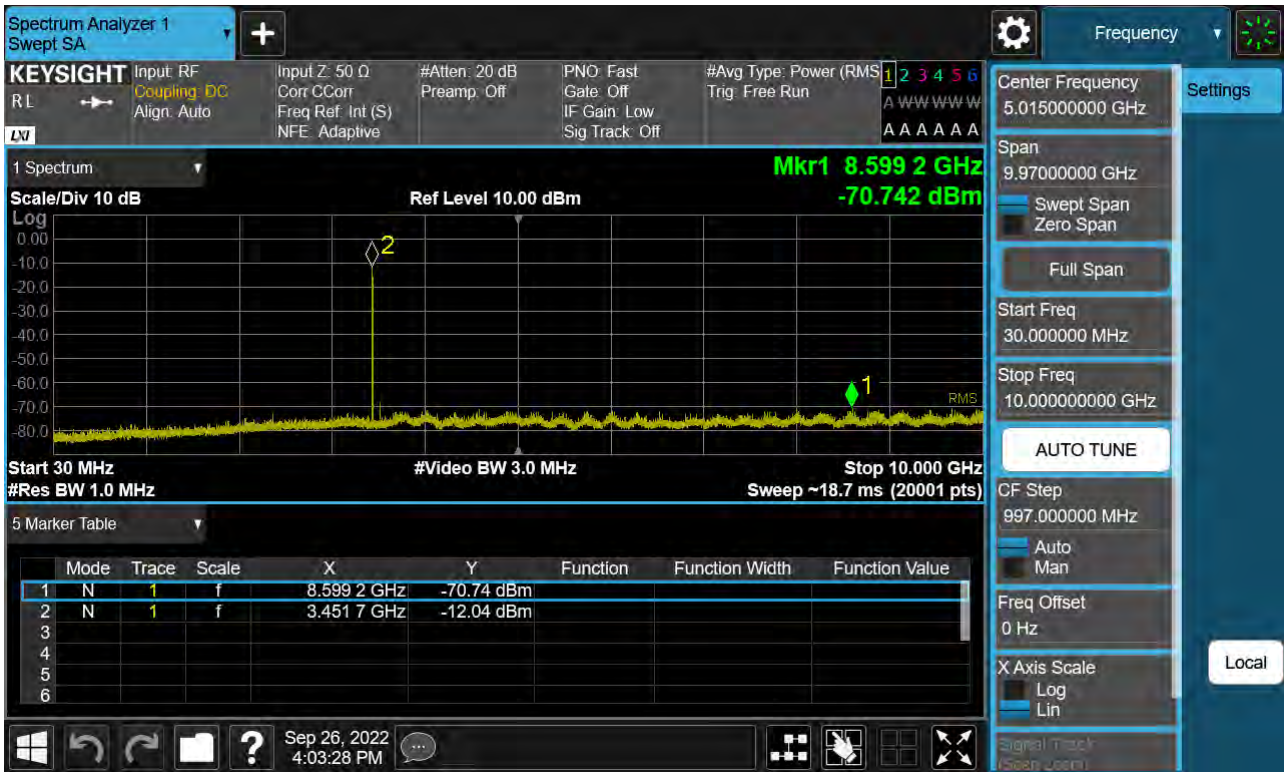 Spectrum Analyzer 1
Swept SA
Frequency
KEYSIGHT
RL
LXI
Input: RF
Coupling: DC
Align: Auto
Input Z: 50 Ω
Corr CCorr
Freq Ref: Int (S)
NFE: Adaptive
#Atten: 20 dB
Preamp: Off
PNO: Fast
Gate: Off
IF Gain: Low
Sig Track: Off
#Avg Type: Power (RMS
Trig: Free Run
1 2 3 4 5 6
A W W W W W
A A A A A A
1 Spectrum
Scale/Div 10 dB
Ref Level 10.00 dBm
Mkr1 8.599 2 GHz
-70.742 dBm
Log
0.00
-10.0
-20.0
-30.0
-40.0
-50.0
-60.0
-70.0
-80.0
2
1
RMS
Start 30 MHz
#Video BW 3.0 MHz
Stop 10.000 GHz
#Res BW 1.0 MHz
Sweep ~18.7 ms (20001 pts)
5 Marker Table
Mode Trace Scale X Y Function Function Width Function Value
1 N 1 f 8.599 2 GHz -70.74 dBm
2 N 1 f 3.451 7 GHz -12.04 dBm
3
4
5
6
Sep 26, 2022
4:03:28 PM
?
Center Frequency
5.015000000 GHz
Span
9.97000000 GHz
Swept Span
Zero Span
Full Span
Start Freq
30.000000 MHz
Stop Freq
10.000000000 GHz
AUTO TUNE
CF Step
997.000000 MHz
Auto
Man
Freq Offset
0 Hz
X Axis Scale
Log
Lin
Signal Track
(Span Zoom)
Settings
Local